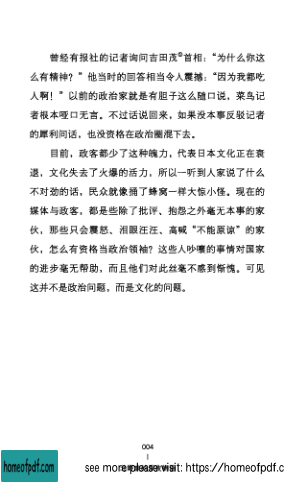 曾经有报社的记者询问吉田茂①首相：“为什么你这
么有精神？”他当时的回答相当令人震撼：“因为我都吃
人啊！”以前的政治家就是有胆子这么随口说，菜鸟记
者根本哑口无言。不过话说回来，如果没本事反驳记者
的犀利问话，也没资格在政治圈混下去。
目前，政客都少了这种魄力，代表日本文化正在衰
退，文化失去了火爆的活力，所以一听到人家说了什么
不对劲的话，民众就像捅了蜂窝一样大惊小怪。现在的
媒体与政客，都是些除了批评、抱怨之外毫无本事的家
伙，那些只会震怒、泪眼汪汪、高喊“不能原谅”的家
伙，怎么有资格当政治领袖？这些人吵嚷的事情对国家
的进步毫无帮助，而且他们对此丝毫不感到惭愧。可见
这并不是政治问题，而是文化的问题。
004
homeofpdf.com
see more please visit: https://homeofpdf.com